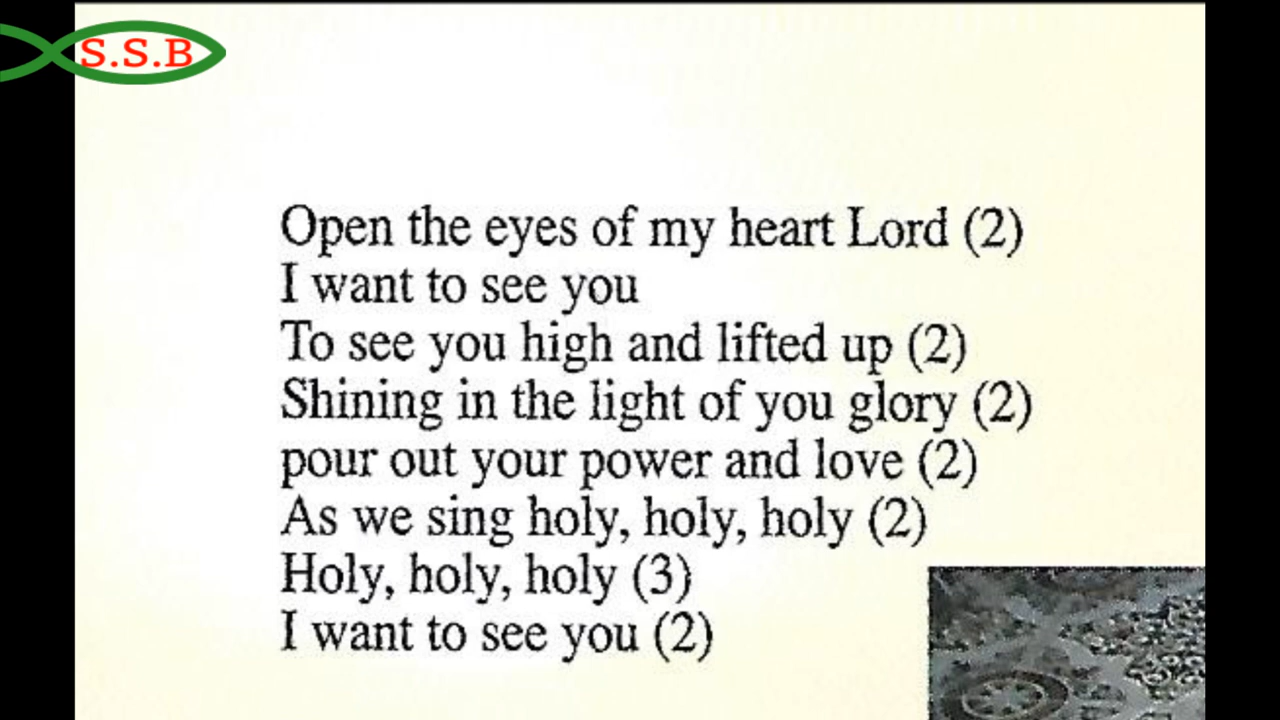 S.S.B
Open the eyes of my heart Lord (2)
I want to see you
To see you high and lifted up (2)
Shining in the light of you glory (2)
pour out your power and love (2)
As we sing holy, holy, holy (2)
Holy, holy, holy (3)
I want to see you (2)